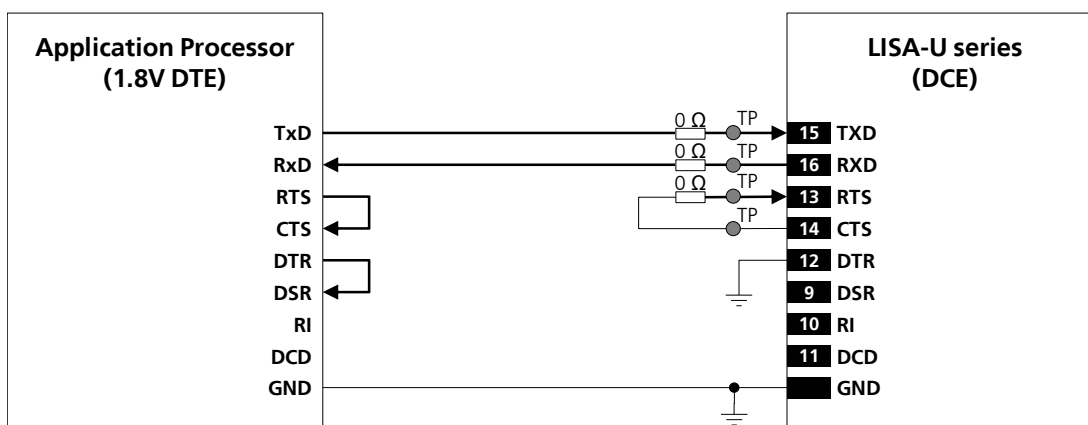 Application Processor
(1.8V DTE)
TxD
RxD
RTS
CTS
DTR
DSR
RI
DCD
GND
0 Ω TP
0 Ω TP
0 Ω TP
TP
LISA-U series
(DCE)
15 TXD
16 RXD
13 RTS
14 CTS
12 DTR
9 DSR
10 RI
11 DCD
GND